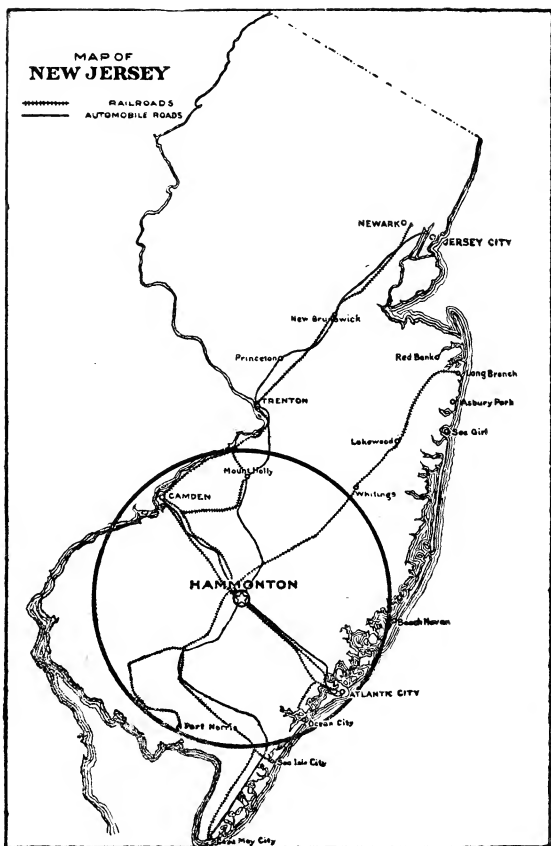 MAP OF
NEW JERSEY
RAILROADS
AUTOMOBILE ROADS
NEWARK
JERSEY CITY
New Brunswick
Princeton
Red Bank
Long Branch
TRENTON
Asbury Park
Sea Girt
Lakewood
Mount Holly
Whitings
CAMDEN
HAMMONTON
Beach Haven
ATLANTIC CITY
Ocean City
Port Norris
Sea Isle City
Cape May City